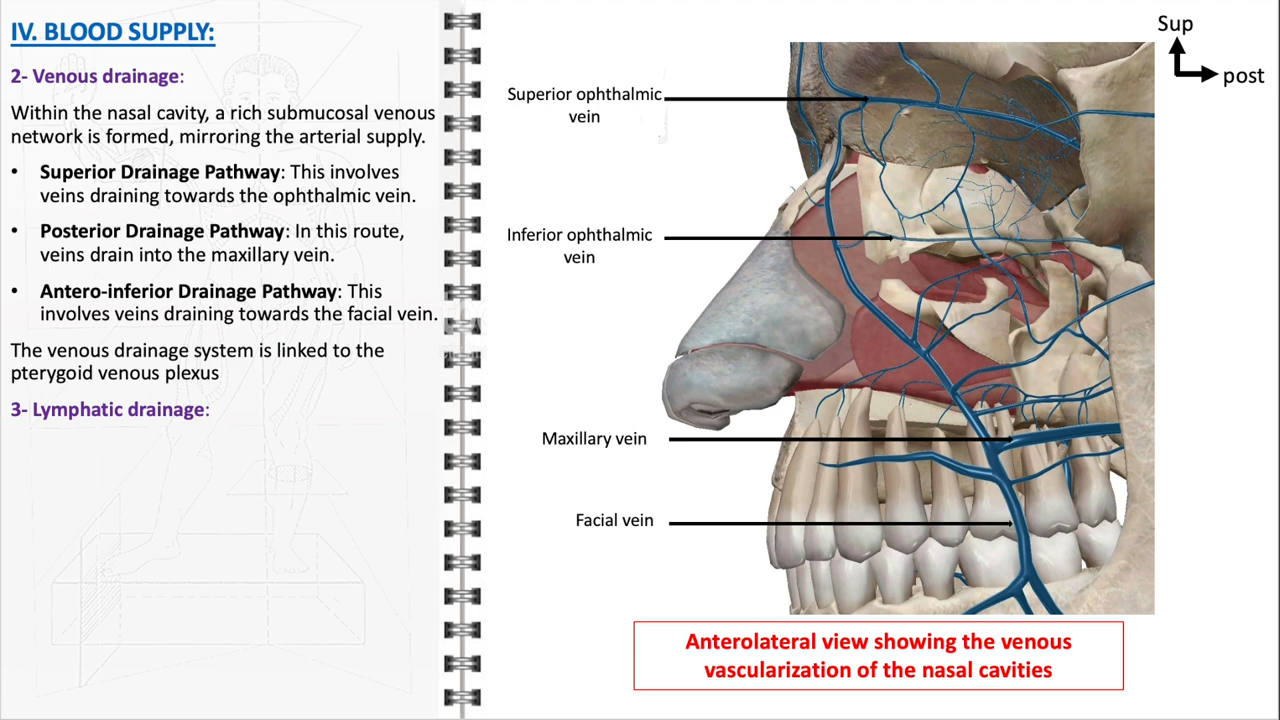 IV. BLOOD SUPPLY:
2- Venous drainage:
Within the nasal cavity, a rich submucosal venous
network is formed, mirroring the arterial supply.
• Superior Drainage Pathway: This involves
veins draining towards the ophthalmic vein.
• Posterior Drainage Pathway: In this route,
veins drain into the maxillary vein.
• Antero-inferior Drainage Pathway: This
involves veins draining towards the facial vein.
The venous drainage system is linked to the
pterygoid venous plexus
3- Lymphatic drainage:
Sup
post
Superior ophthalmic
vein
Inferior ophthalmic
vein
Maxillary vein
Facial vein
Anterolateral view showing the venous
vascularization of the nasal cavities